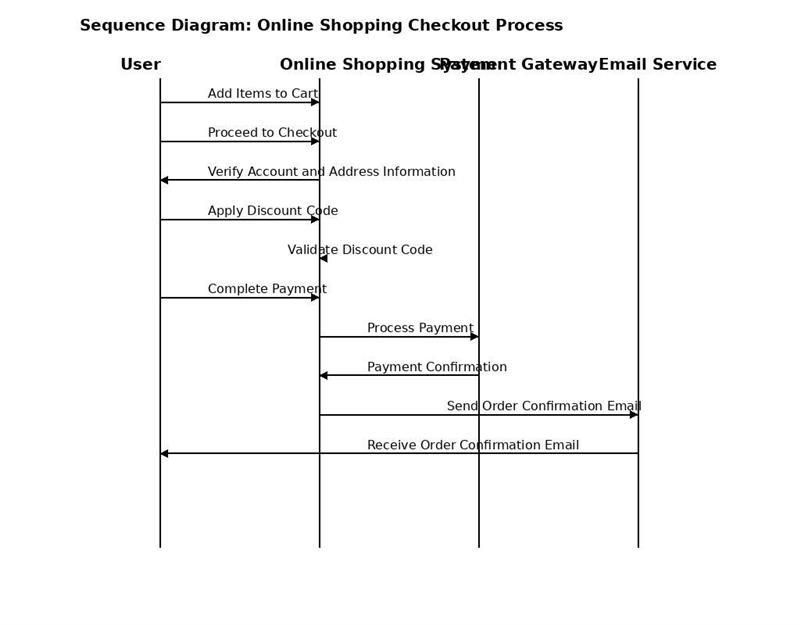 Sequence Diagram: Online Shopping Checkout Process
User
Online Shopping System
Payment Gateway
Email Service
Add Items to Cart
Proceed to Checkout
Verify Account and Address Information
Apply Discount Code
Validate Discount Code
Complete Payment
Process Payment
Payment Confirmation
Send Order Confirmation Email
Receive Order Confirmation Email